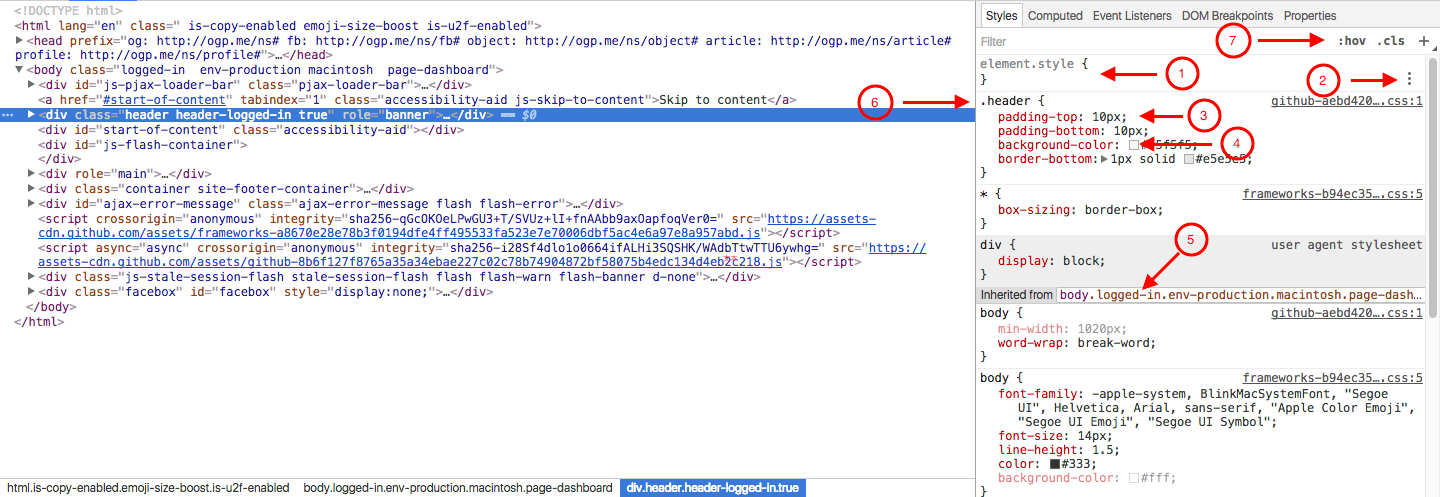 <!DOCTYPE html>
<html lang="en" class=" is-copy-enabled emoji-size-boost is-u2f-enabled">
<head prefix="og: http://ogp.me/ns# fb: http://ogp.me/ns/fb# object: http://ogp.me/ns/object# article: http://ogp.me/ns/article#
profile: http://ogp.me/ns/profile#">…</head>
<body class="logged-in  env-production macintosh  page-dashboard">
<div id="js-pjax-loader-bar" class="pjax-loader-bar">…</div>
<a href="#start-of-content" tabindex="1" class="accessibility-aid js-skip-to-content">Skip to content</a>
… <div class="header header-logged-in true" role="banner">…</div> == $0
<div id="start-of-content" class="accessibility-aid"></div>
<div id="js-flash-container">
</div>
<div role="main">…</div>
<div class="container site-footer-container">…</div>
<div id="ajax-error-message" class="ajax-error-message flash flash-error">…</div>
<script crossorigin="anonymous" integrity="sha256-qGcOKOeLPwGU3+T/SVUz+lI+fnAAbb9axOapfoqVer0=" src="https://assets-
cdn.github.com/assets/frameworks-a8670e28e78b3f0194dfe4ff495533fa523e7e70006dbf5ac4e6a97e8a957abd.js"></script>
<script async="async" crossorigin="anonymous" integrity="sha256-i28Sf4dlo1o0664ifALHi3SQSHK/WAdbTtwTTU6ywhg=" src="https://
assets-cdn.github.com/assets/github-8b6f127f8765a35a34ebae227c02c78b74904872bf58075b4edc134d4eb2c218.js"></script>
<div class="js-stale-session-flash stale-session-flash flash flash-warn flash-banner d-none">…</div>
<div class="facebox" id="facebox" style="display:none;">…</div>
</body>
</html>
html.is-copy-enabled.emoji-size-boost.is-u2f-enabled body.logged-in.env-production.macintosh.page-dashboard div.header.header-logged-in.true
Styles Computed Event Listeners DOM Breakpoints Properties
Filter 7 :hov .cls +
element.style {
} 1 2
6 .header { github-aebd420….css:1
padding-top: 10px; 3
padding-bottom: 10px;
background-color: 4
border-bottom: 1px solid #e5e5e5;
}
* { frameworks-b94ec35….css:5
box-sizing: border-box;
}
div { user agent stylesheet
display: block;
} 5
Inherited from body.logged-in.env-production.macintosh.page-dash…
body { github-aebd420….css:1
min-width: 1020px;
word-wrap: break-word;
}
body { frameworks-b94ec35….css:5
font-family: -apple-system, BlinkMacSystemFont, "Segoe
UI", Helvetica, Arial, sans-serif, "Apple Color Emoji",
"Segoe UI Emoji", "Segoe UI Symbol";
font-size: 14px;
line-height: 1.5;
color: #333;
background-color: #fff;
}